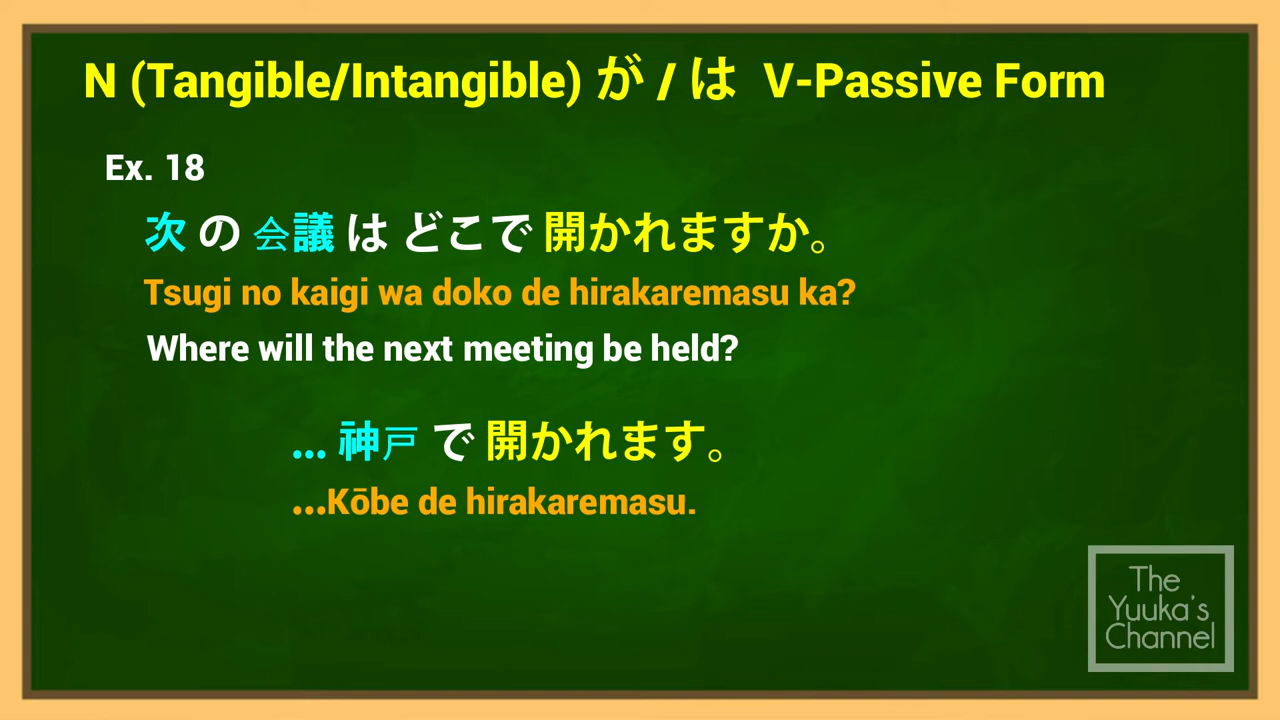 N (Tangible/Intangible) が / は V-Passive Form
Ex. 18
次 の 会議 は どこで 開かれますか。
Tsugi no kaigi wa doko de hirakaremasu ka?
Where will the next meeting be held?
... 神戸 で 開かれます。
...Kōbe de hirakaremasu.
The
Yuuka's
Channel